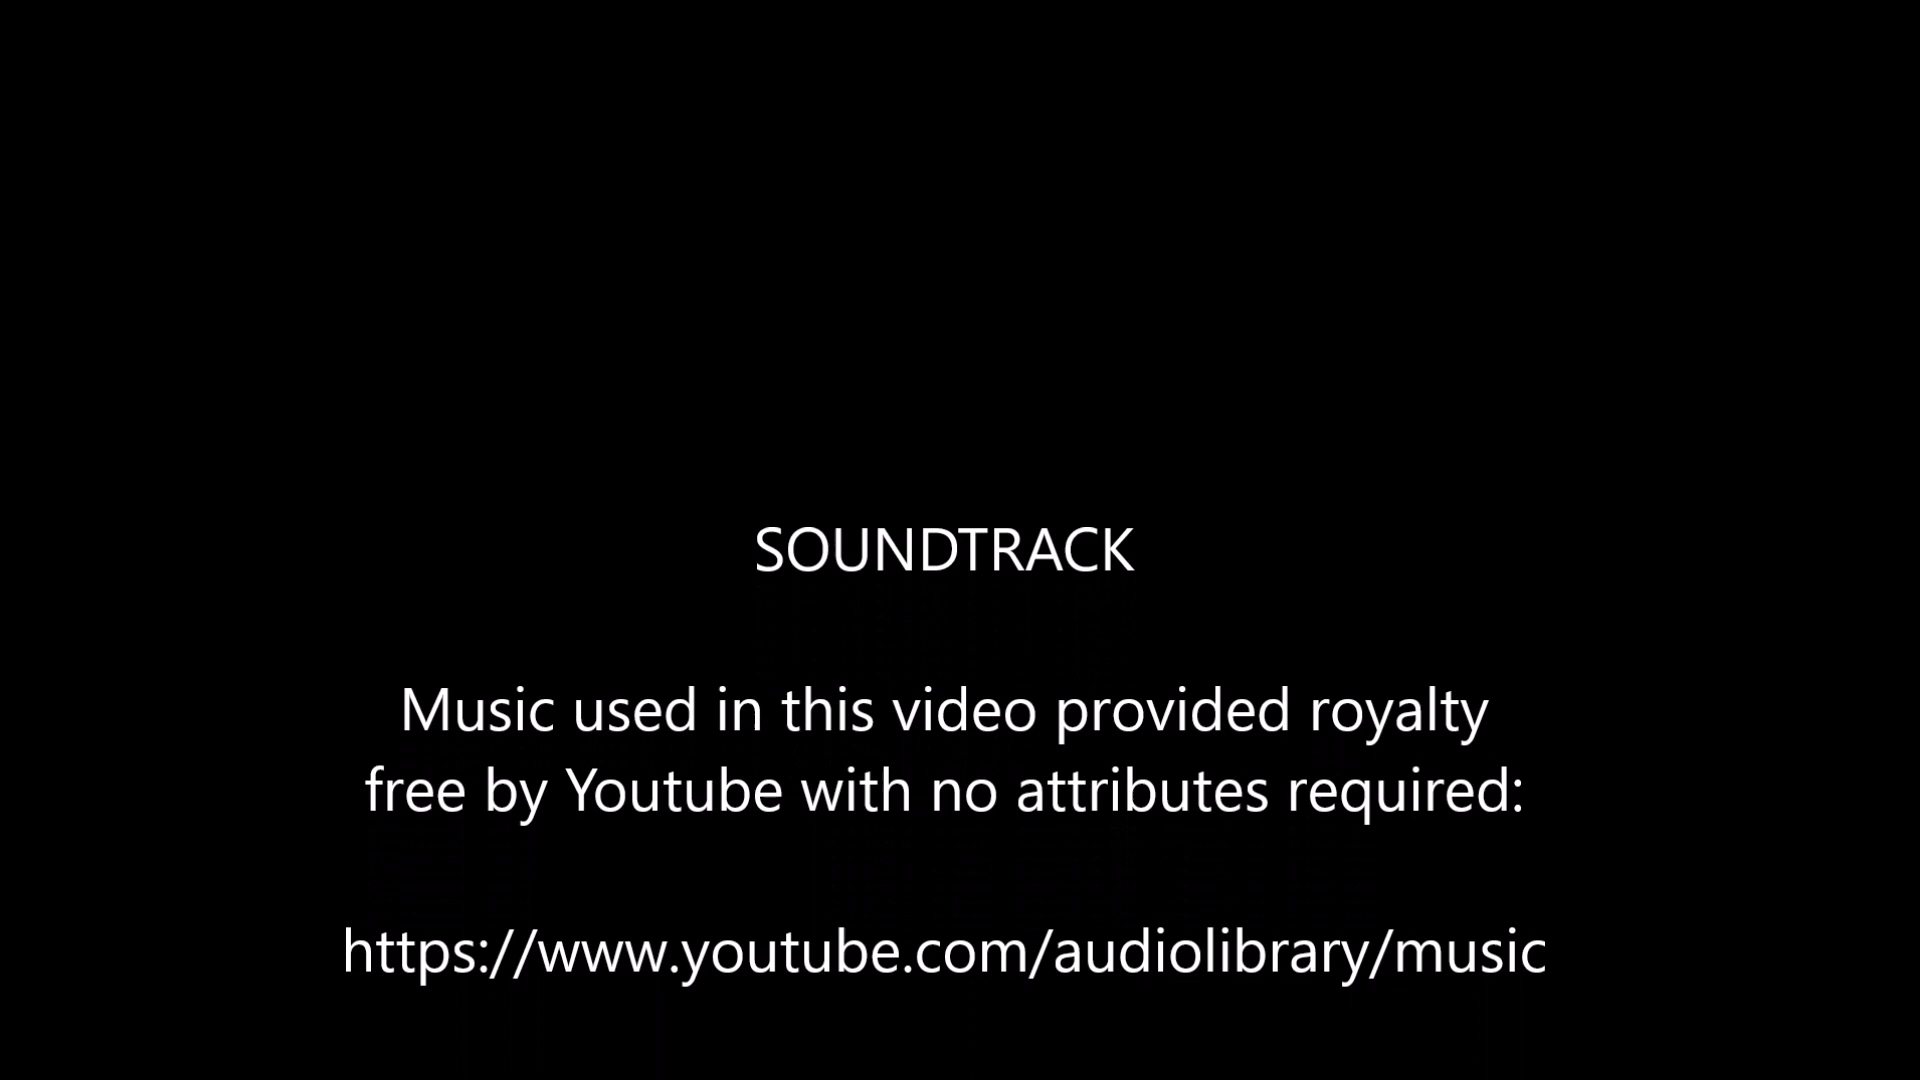 SOUNDTRACK
Music used in this video provided royalty
free by Youtube with no attributes required:
https://www.youtube.com/audiolibrary/music